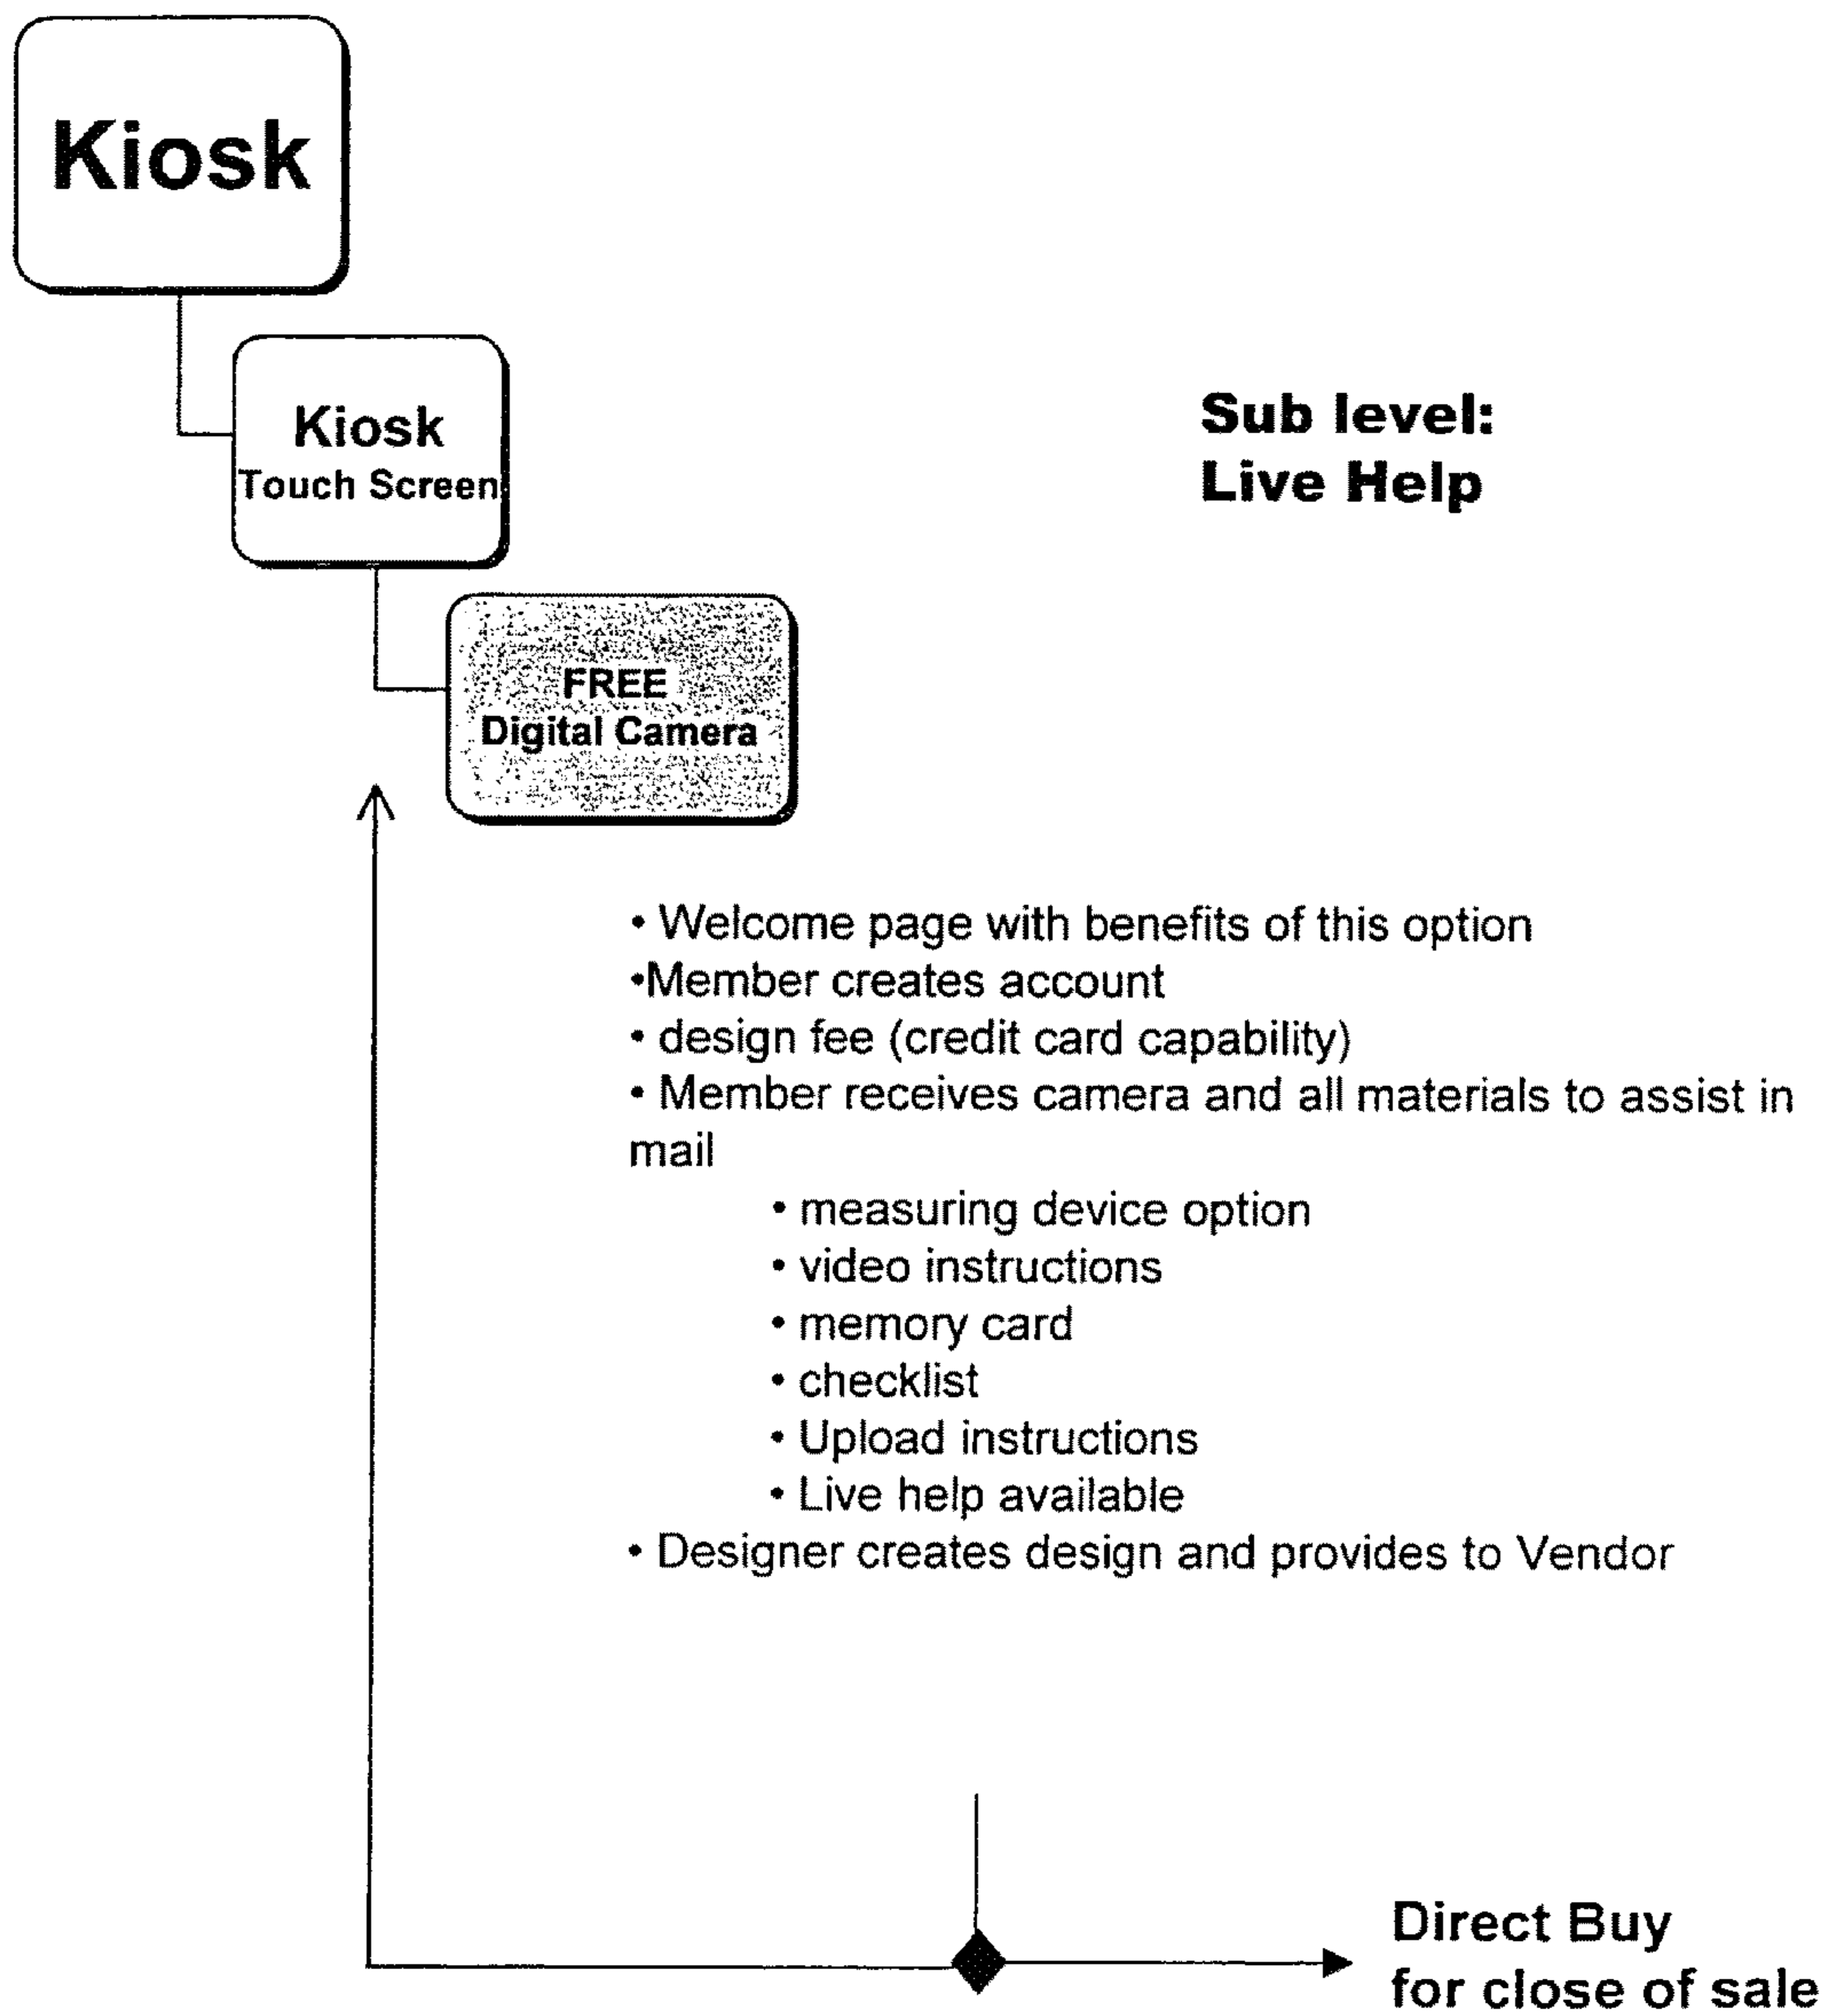 Kiosk
Kiosk
Touch Screen
Sub level:
Live Help
FREE
Digital Camera
• Welcome page with benefits of this option
•Member creates account
• design fee (credit card capability)
• Member receives camera and all materials to assist in
mail
• measuring device option
• video instructions
• memory card
• checklist
• Upload instructions
• Live help available
• Designer creates design and provides to Vendor
Direct Buy
for close of sale